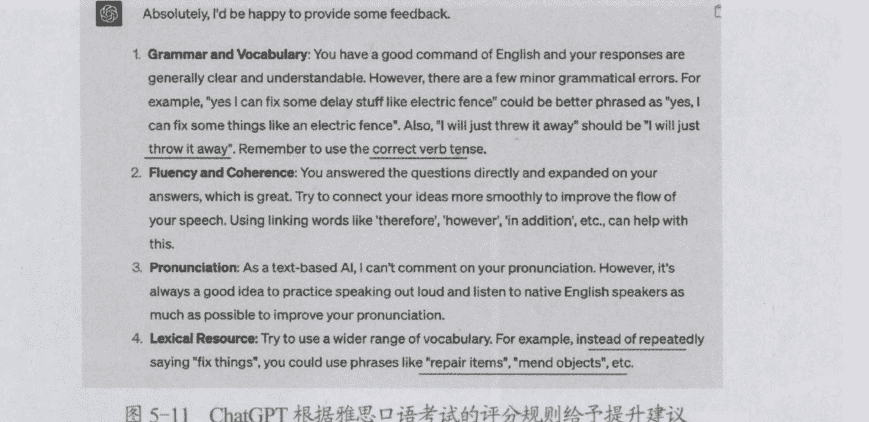 Absolutely, I'd be happy to provide some feedback.
1. Grammar and Vocabulary: You have a good command of English and your responses are
generally clear and understandable. However, there are a few minor grammatical errors. For
example, "yes I can fix some delay stuff like electric fence" could be better phrased as "yes, I
can fix some things like an electric fence". Also, "I will just threw it away" should be "I will just
throw it away". Remember to use the correct verb tense.
2. Fluency and Coherence: You answered the questions directly and expanded on your
answers, which is great. Try to connect your ideas more smoothly to improve the flow of
your speech. Using linking words like 'therefore', 'however', 'in addition', etc., can help with
this.
3. Pronunciation: As a text-based AI, I can't comment on your pronunciation. However, it's
always a good idea to practice speaking out loud and listen to native English speakers as
much as possible to improve your pronunciation.
4. Lexical Resource: Try to use a wider range of vocabulary. For example, instead of repeatedly
saying "fix things", you could use phrases like "repair items", "mend objects", etc.
图 5-11 ChatGPT 根据雅思口语考试的评分规则给予提升建议